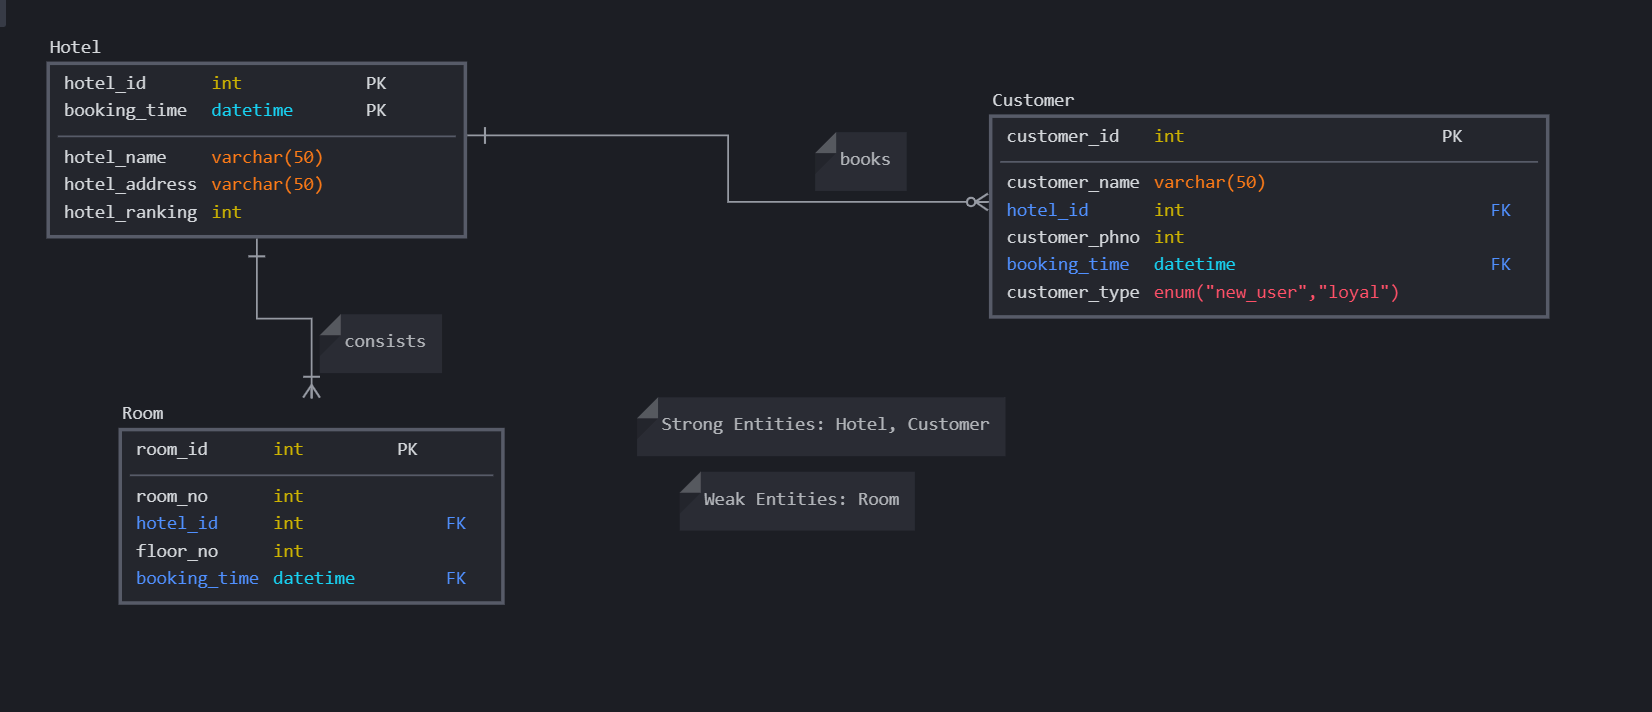 Hotel
hotel_id int PK
booking_time datetime PK
hotel_name varchar(50)
hotel_address varchar(50)
hotel_ranking int
books
Customer
customer_id int PK
customer_name varchar(50)
hotel_id int FK
customer_phno int
booking_time datetime FK
customer_type enum("new_user","loyal")
consists
Room
room_id int PK
room_no int
hotel_id int FK
floor_no int
booking_time datetime FK
Strong Entities: Hotel, Customer
Weak Entities: Room